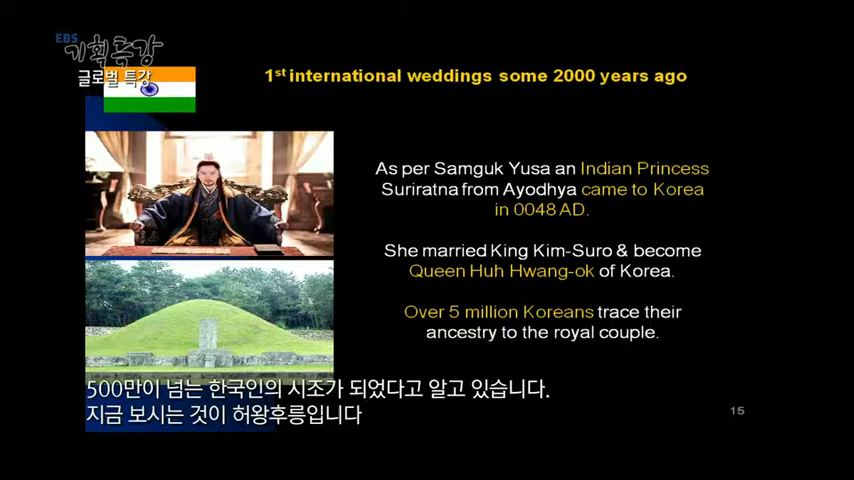 EBS
기획특강
글로벌 특강
1st international weddings some 2000 years ago
As per Samguk Yusa an Indian Princess
Suriratna from Ayodhya came to Korea
in 0048 AD.
She married King Kim-Suro & become
Queen Huh Hwang-ok of Korea.
Over 5 million Koreans trace their
ancestry to the royal couple.
500만이 넘는 한국인의 시조가 되었다고 알고 있습니다.
지금 보시는 것이 허왕후릉입니다
15